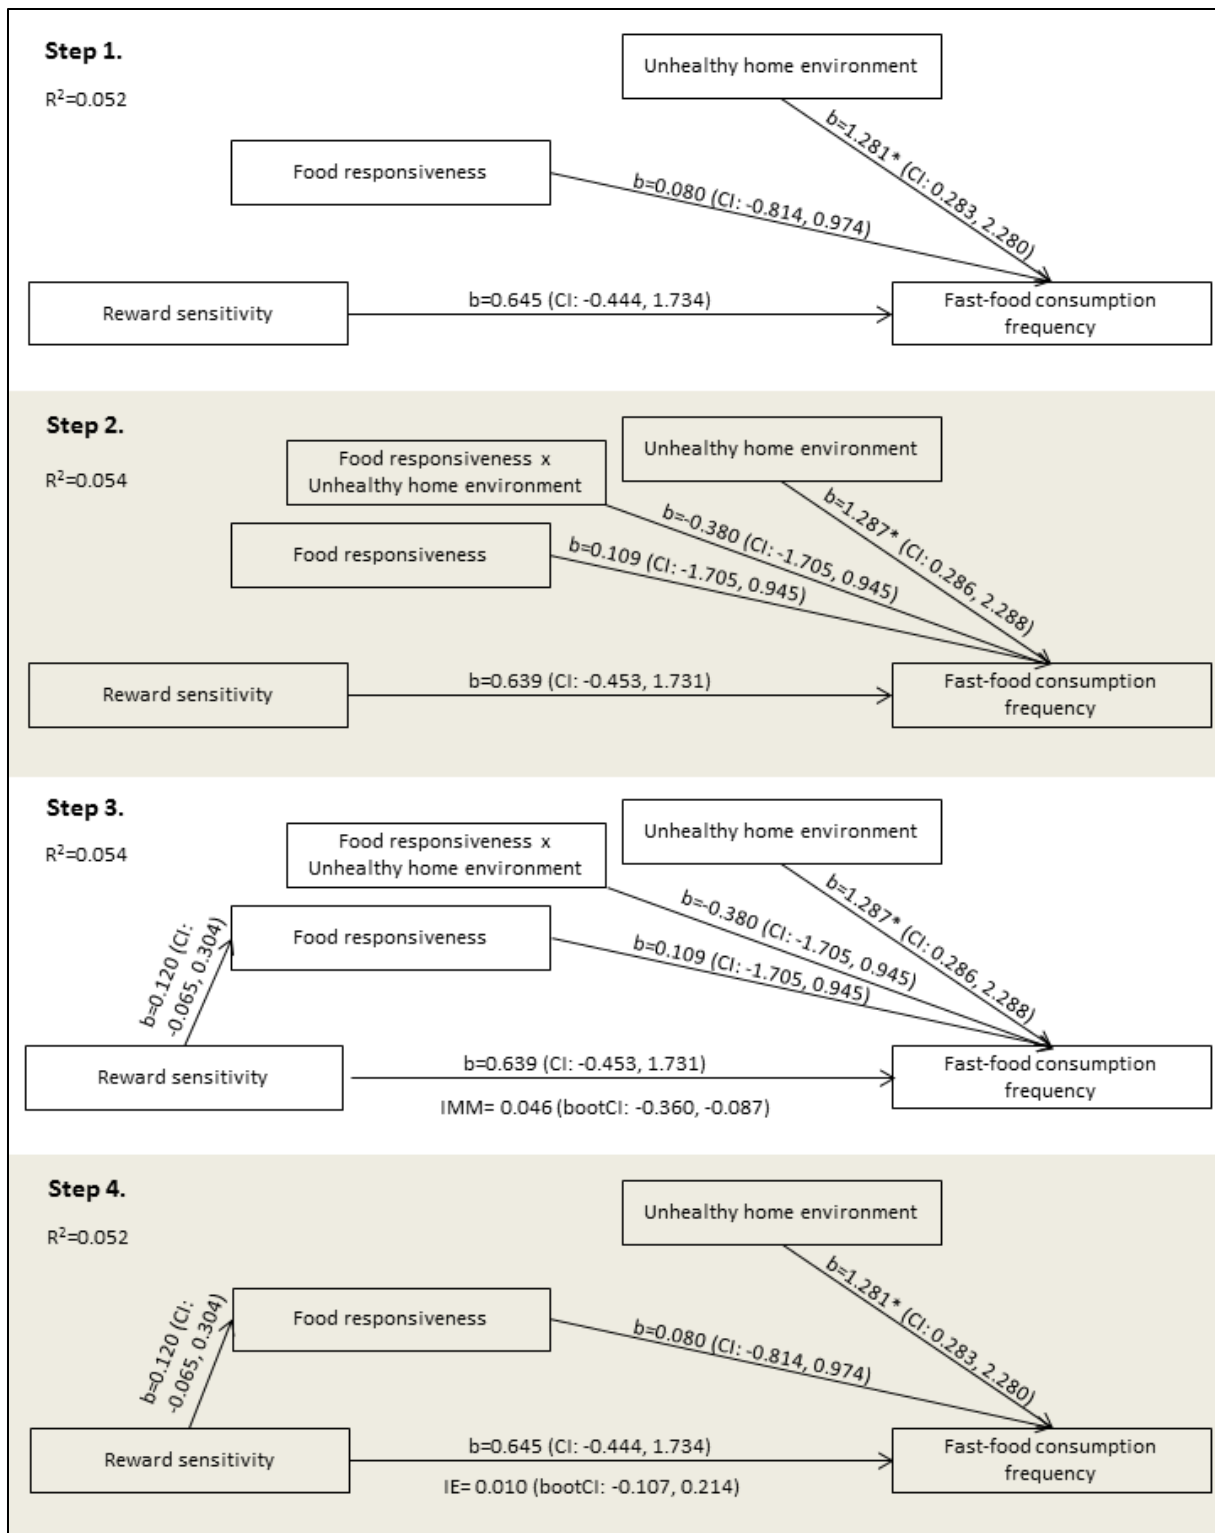 Step 1.
R²=0.052
Unhealthy home environment
b=1.281* (CI: 0.283, 2.280)
Food responsiveness
b=0.080 (CI: -0.814, 0.974)
Reward sensitivity
b=0.645 (CI: -0.444, 1.734)
Fast-food consumption
frequency
Step 2.
R²=0.054
Food responsiveness x
Unhealthy home environment
Unhealthy home environment
b=1.287* (CI: 0.286, 2.288)
b=-0.380 (CI: -1.705, 0.945)
Food responsiveness
b=0.109 (CI: -1.705, 0.945)
Reward sensitivity
b=0.639 (CI: -0.453, 1.731)
Fast-food consumption
frequency
Step 3.
R²=0.054
Food responsiveness x
Unhealthy home environment
Unhealthy home environment
b=1.287* (CI: 0.286, 2.288)
b=-0.380 (CI: -1.705, 0.945)
Food responsiveness
b=0.109 (CI: -1.705, 0.945)
b=0.120 (CI:
-0.065, 0.304)
Reward sensitivity
b=0.639 (CI: -0.453, 1.731)
IMM= 0.046 (bootCI: -0.360, -0.087)
Fast-food consumption
frequency
Step 4.
R²=0.052
Unhealthy home environment
b=1.281* (CI: 0.283, 2.280)
Food responsiveness
b=0.080 (CI: -0.814, 0.974)
b=0.120 (CI:
-0.065, 0.304)
Reward sensitivity
b=0.645 (CI: -0.444, 1.734)
IE= 0.010 (bootCI: -0.107, 0.214)
Fast-food consumption
frequency